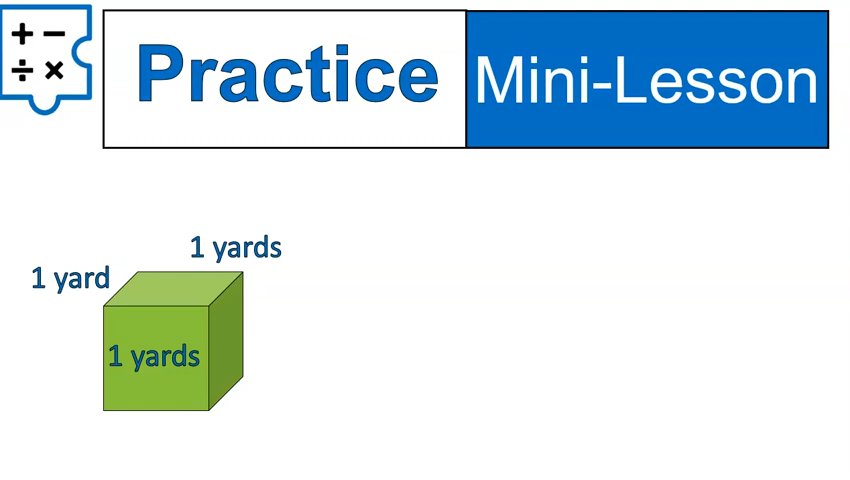 + −
÷ ×
Practice Mini-Lesson
1 yards
1 yard
1 yards